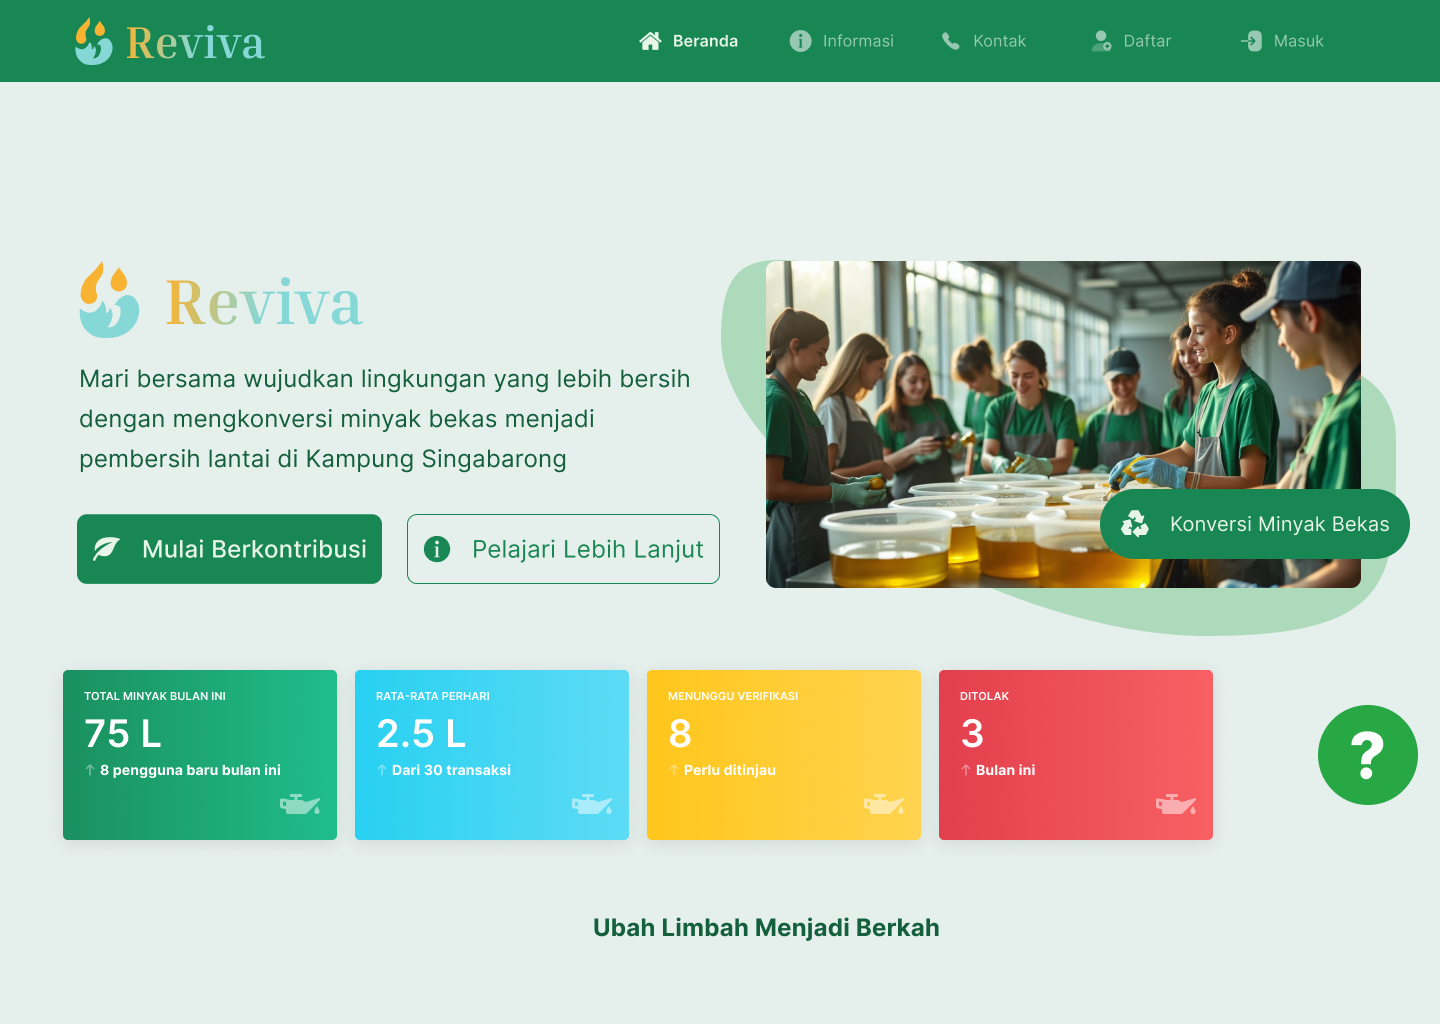 Reviva
Beranda
Informasi
Kontak
Daftar
Masuk
Reviva
Mari bersama wujudkan lingkungan yang lebih bersih
dengan mengkonversi minyak bekas menjadi
pembersih lantai di Kampung Singabarong
Mulai Berkontribusi
Pelajari Lebih Lanjut
Konversi Minyak Bekas
TOTAL MINYAK BULAN INI
75 L
↑ 8 pengguna baru bulan ini
RATA-RATA PERHARI
2.5 L
↑ Dari 30 transaksi
MENUNGGU VERIFIKASI
8
↑ Perlu ditinjau
DITOLAK
3
↑ Bulan ini
?
Ubah Limbah Menjadi Berkah